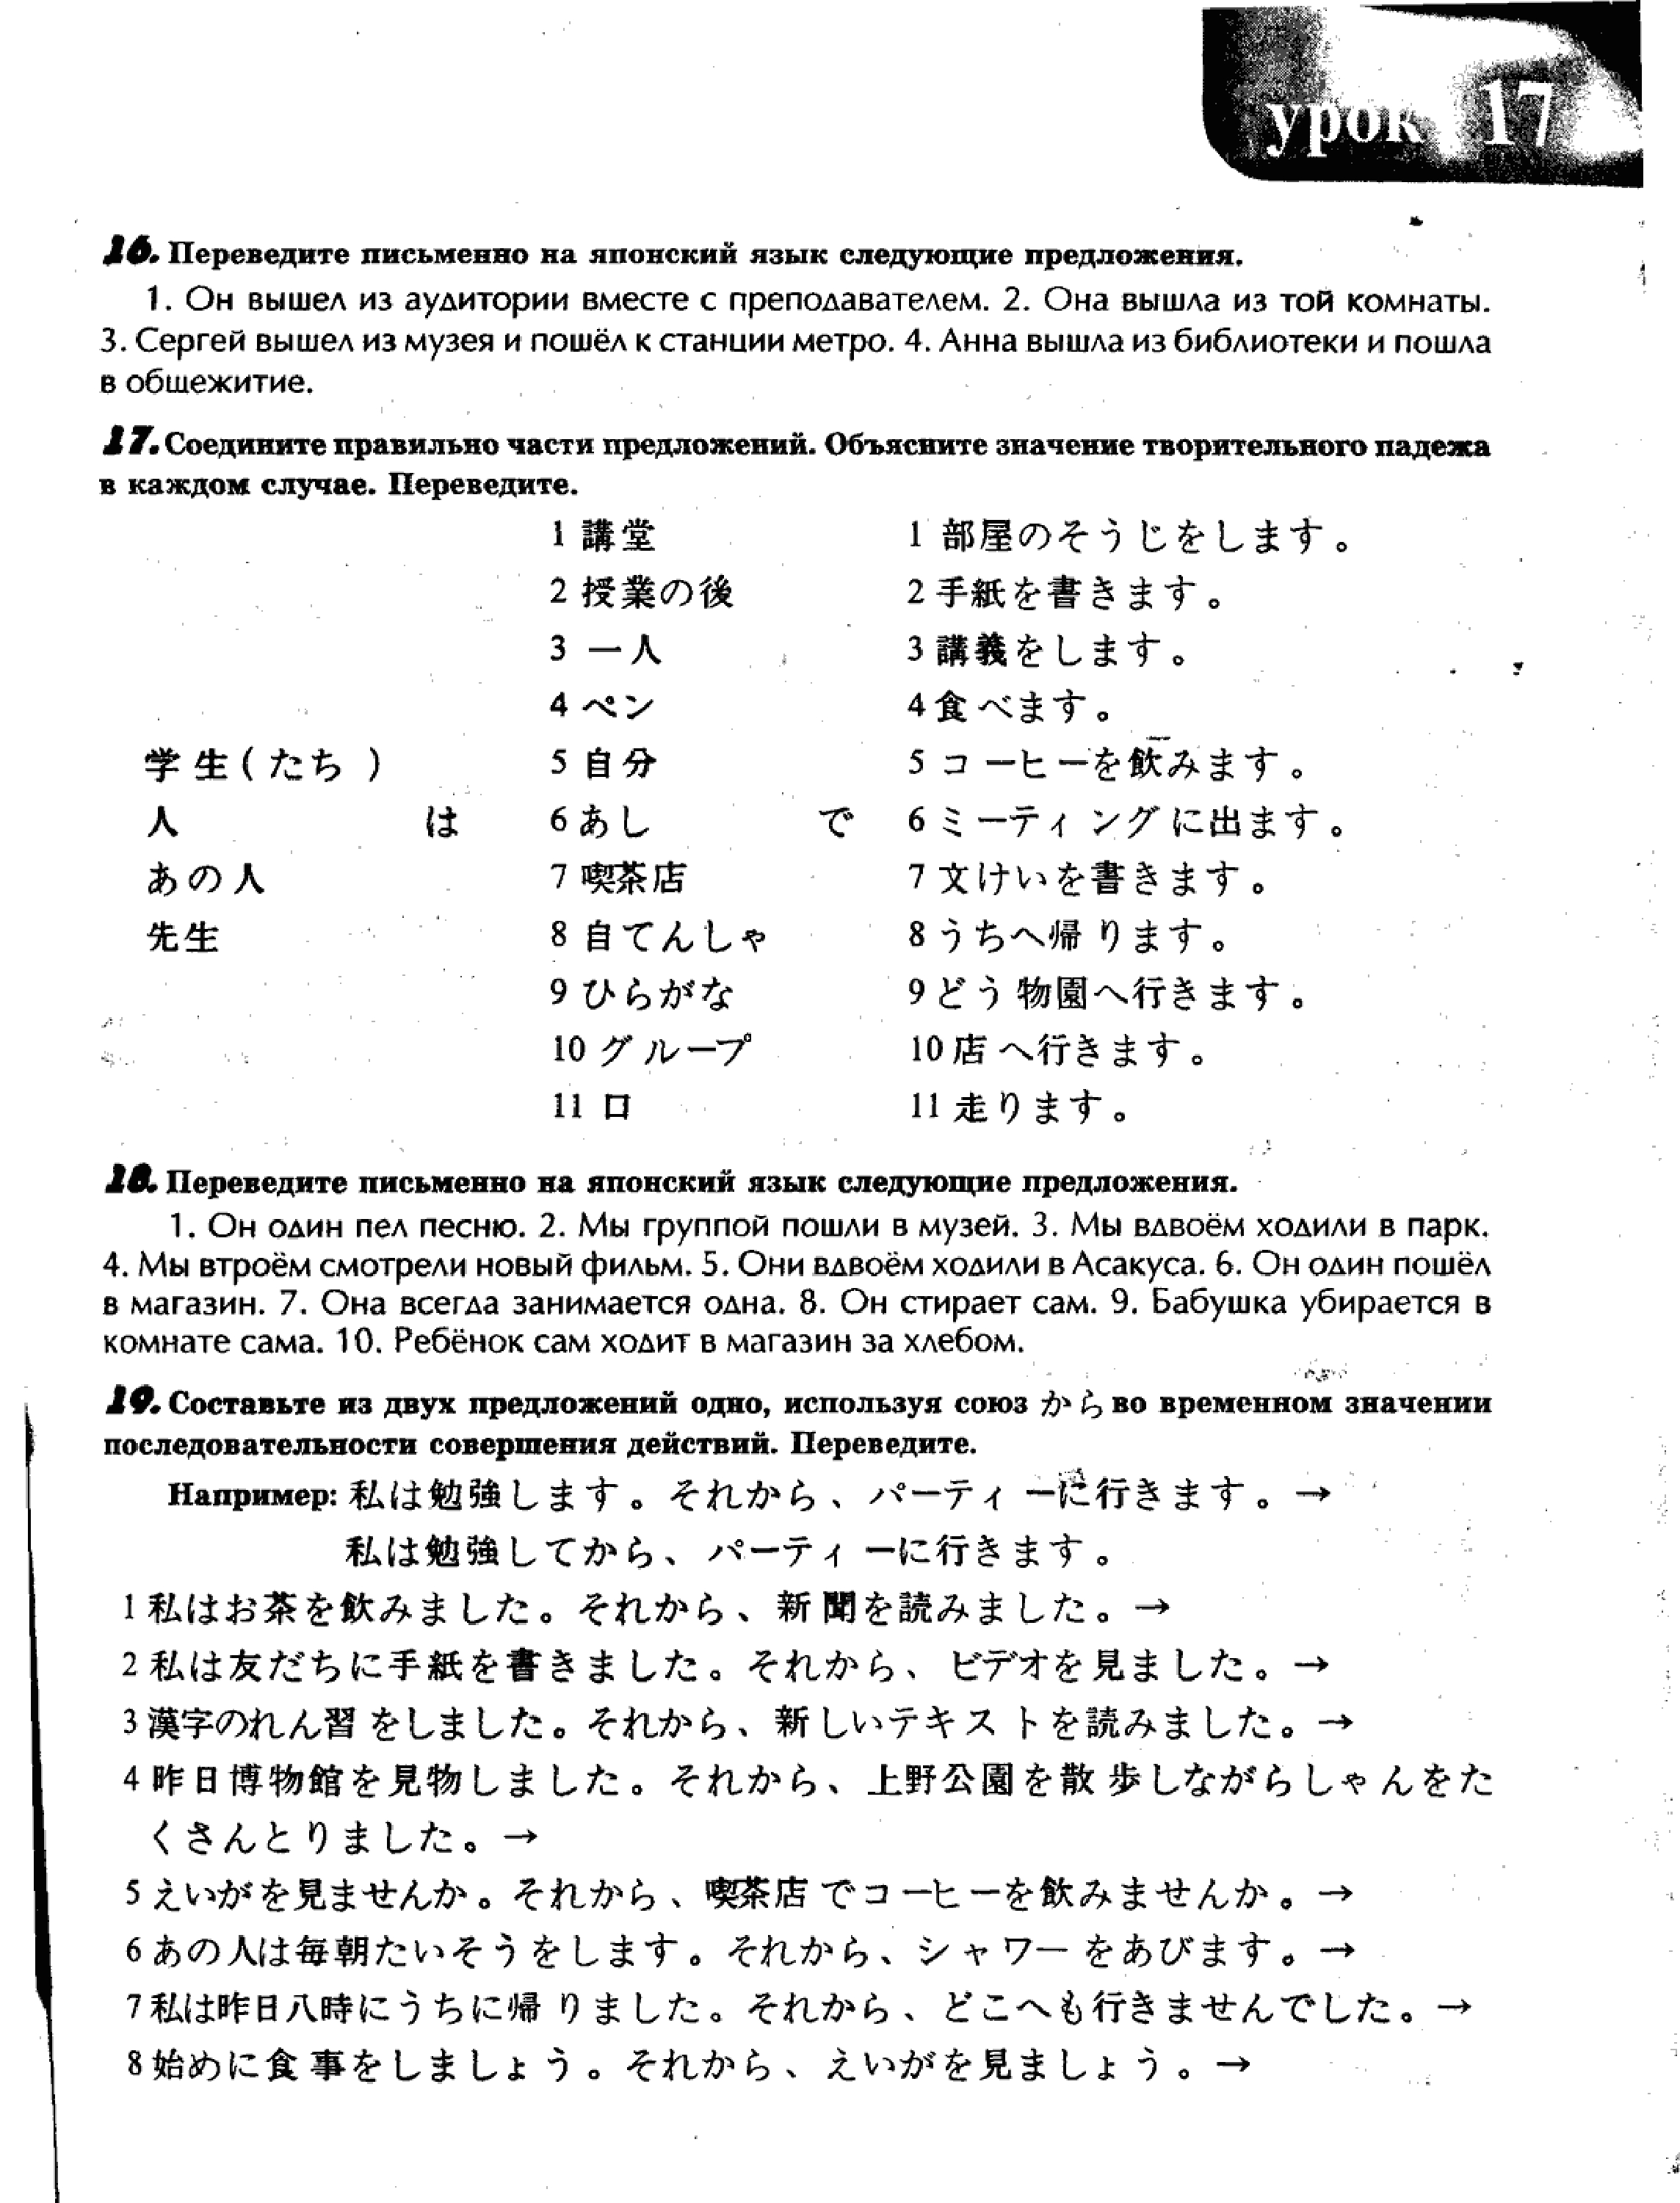 урок 17
16. Переведите письменно на японский язык следующие предложения.
1. Он вышел из аудитории вместе с преподавателем. 2. Она вышла из той комнаты.
3. Сергей вышел из музея и пошёл к станции метро. 4. Анна вышла из библиотеки и пошла
в общежитие.
17. Соедините правильно части предложений. Объясните значение творительного падежа
в каждом случае. Переведите.
1 講堂 1 部屋のそうじをします。
2 授業の後 2 手紙を書きます。
3 一人 3 講義をします。
4 ペン 4 食べます。
学生(たち) 5 自分 5 コーヒーを飲みます。
人 は 6 あし で 6 ミーティングに出ます。
あの人 7 喫茶店 7 文けいを書きます。
先生 8 自てんしゃ 8 うちへ帰ります。
9 ひらがな 9 どう物園へ行きます。
10 グループ 10 店へ行きます。
11 口 11 走ります。
18. Переведите письменно на японский язык следующие предложения.
1. Он один пел песню. 2. Мы группой пошли в музей. 3. Мы вдвоём ходили в парк.
4. Мы втроём смотрели новый фильм. 5. Они вдвоём ходили в Асакуса. 6. Он один пошёл
в магазин. 7. Она всегда занимается одна. 8. Он стирает сам. 9. Бабушка убирается в
комнате сама. 10. Ребёнок сам ходит в магазин за хлебом.
19. Составьте из двух предложений одно, используя союз から во временном значении
последовательности совершения действий. Переведите.
Например: 私は勉強します。それから、パーティーに行きます。→
私は勉強してから、パーティーに行きます。
1 私はお茶を飲みました。それから、新聞を読みました。→
2 私は友だちに手紙を書きました。それから、ビデオを見ました。→
3 漢字のれん習をしました。それから、新しいテキストを読みました。→
4 昨日博物館を見物しました。それから、上野公園を散歩しながらしゃんをた
くさんとりました。→
5 えいがを見ませんか。それから、喫茶店でコーヒーを飲みませんか。→
6 あの人は毎朝たいそうをします。それから、シャワーをあびます。→
7 私は昨日八時にうちに帰りました。それから、どこへも行きませんでした。→
8 始めに食事をしましょう。それから、えいがを見ましょう。→